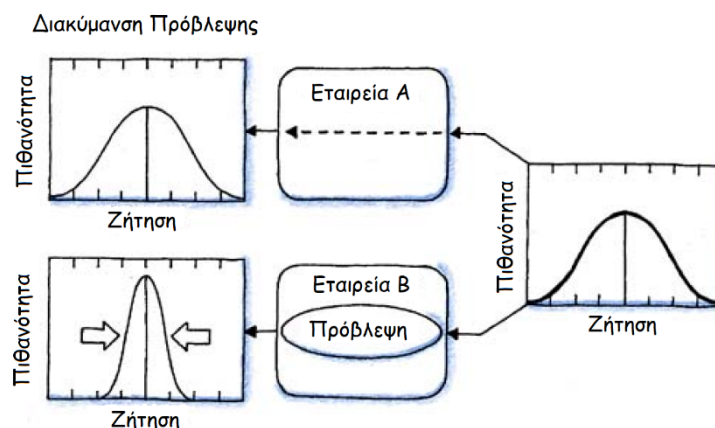 Διακύμανση Πρόβλεψης
Πιθανότητα
Ζήτηση
Εταιρεία Α
Πιθανότητα
Ζήτηση
Εταιρεία Β
Πρόβλεψη
Πιθανότητα
Ζήτηση